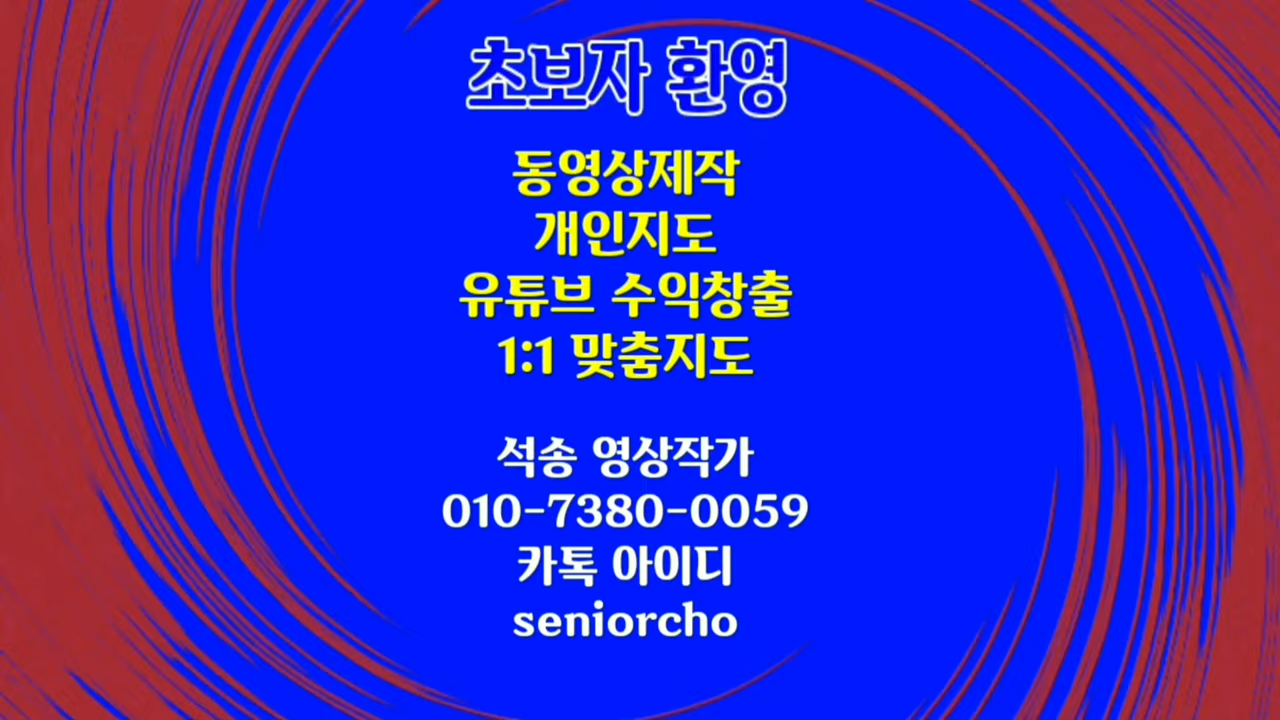 초보자 환영
동영상제작
개인지도
유튜브 수익창출
1:1 맞춤지도
석송 영상작가
010-7380-0059
카톡 아이디
seniorcho